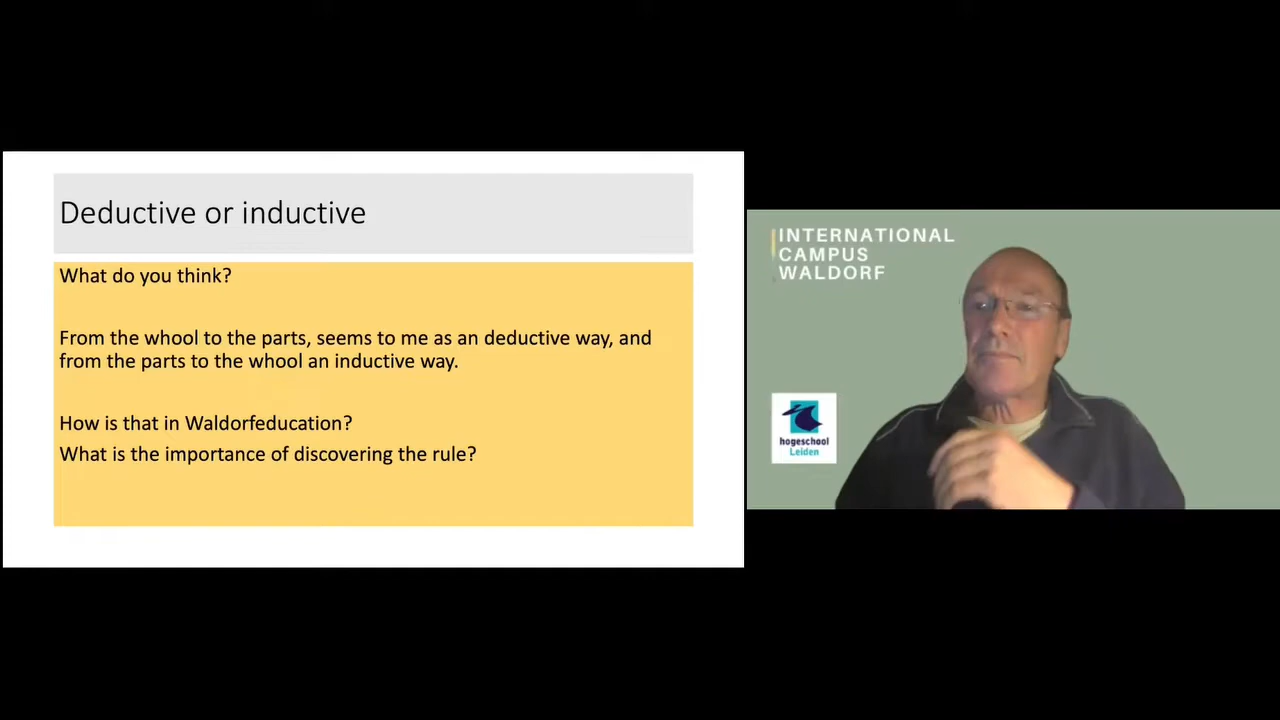 Deductive or inductive
What do you think?
From the whool to the parts, seems to me as an deductive way, and
from the parts to the whool an inductive way.
How is that in Waldorfeducation?
What is the importance of discovering the rule?
INTERNATIONAL
CAMPUS
WALDORF
hogeschool
Leiden